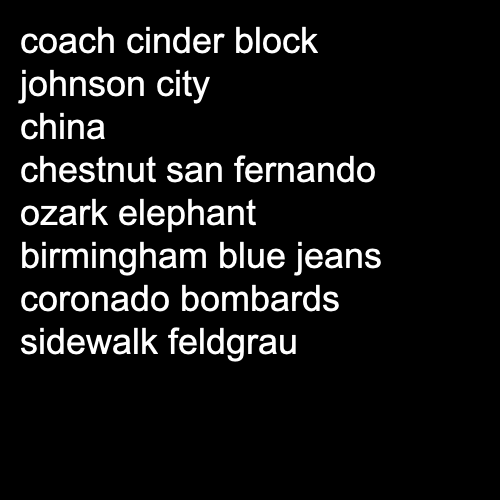 coach cinder block
johnson city
china
chestnut san fernando
ozark elephant
birmingham blue jeans
coronado bombards
sidewalk feldgrau